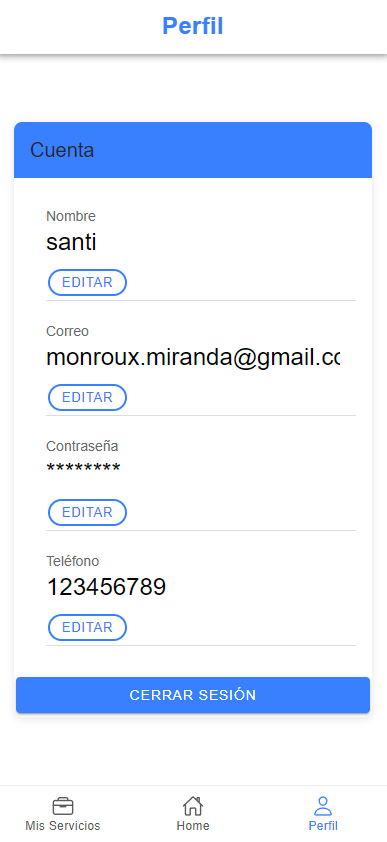 Perfil
Cuenta
Nombre
santi
EDITAR
Correo
monroux.miranda@gmail.co
EDITAR
Contraseña
********
EDITAR
Teléfono
123456789
EDITAR
CERRAR SESIÓN
Mis Servicios
Home
Perfil